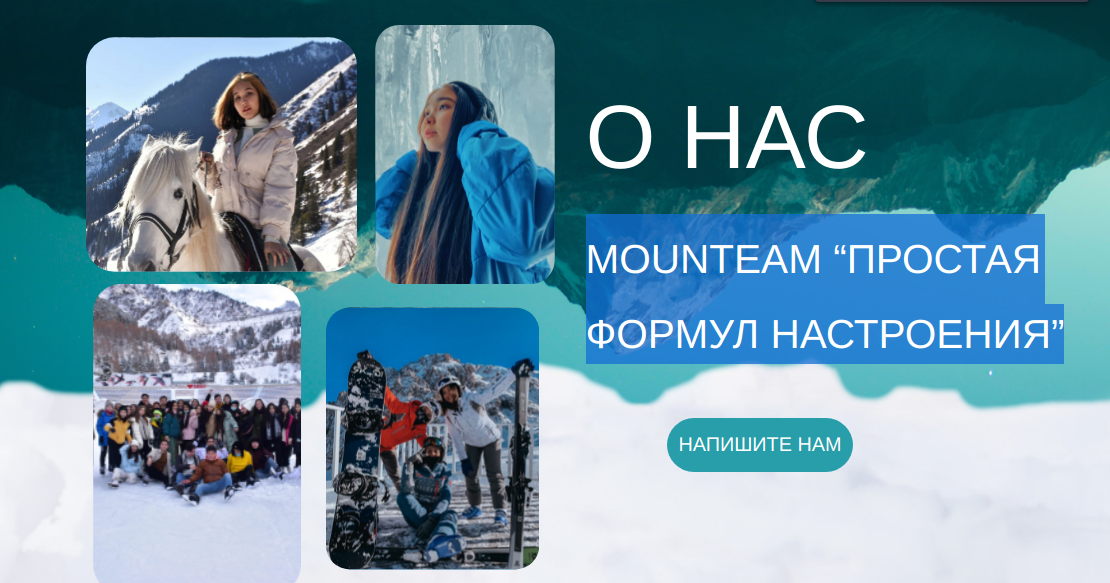 О НАС
MOUNTEAM “ПРОСТАЯ
ФОРМУЛ НАСТРОЕНИЯ”
НАПИШИТЕ НАМ